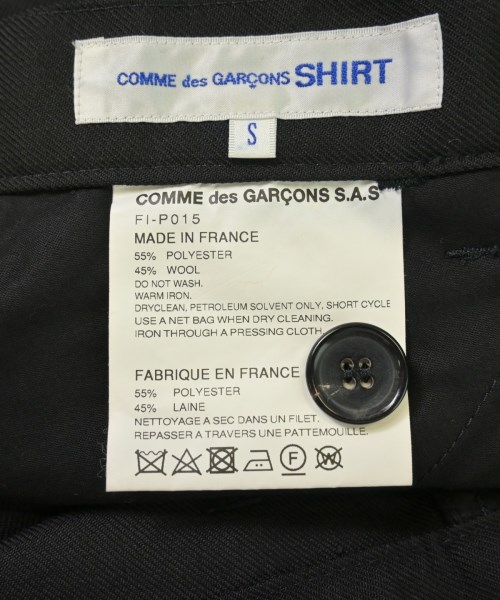 COMME des GARÇONS SHIRT
S
COMME des GARÇONS S.A.S
FI-P015
MADE IN FRANCE
55% POLYESTER
45% WOOL
DO NOT WASH.
WARM IRON.
DRYCLEAN, PETROLEUM SOLVENT ONLY, SHORT CYCLE
USE A NET BAG WHEN DRY CLEANING.
IRON THROUGH A PRESSING CLOTH.
FABRIQUE EN FRANCE
55% POLYESTER
45% LAINE
NETTOYAGE A SEC DANS UN FILET.
REPASSER A TRAVERS UNE PATTEMOUILLE.
F W